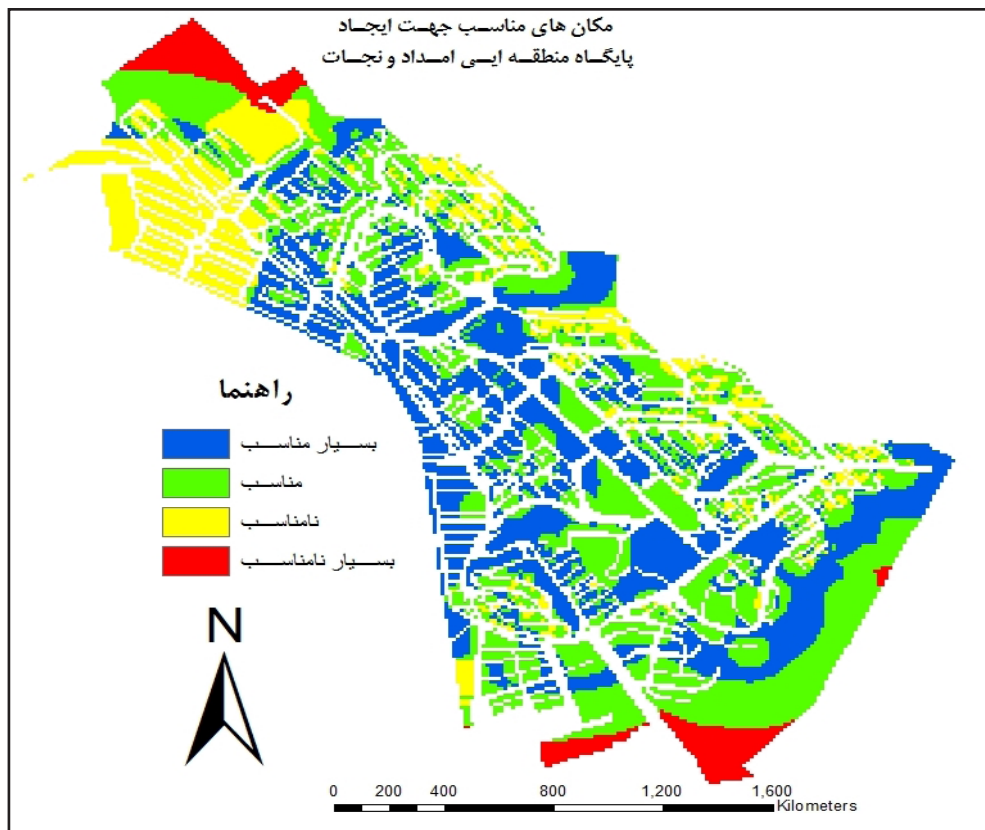 مکان های مناسب جهت ایجاد
پایگاه منطقه ایی امداد و نجات
راهنما
بسیار مناسب
مناسب
نامناسب
بسیار نامناسب
N
0 200 400 800 1,200 1,600
Kilometers